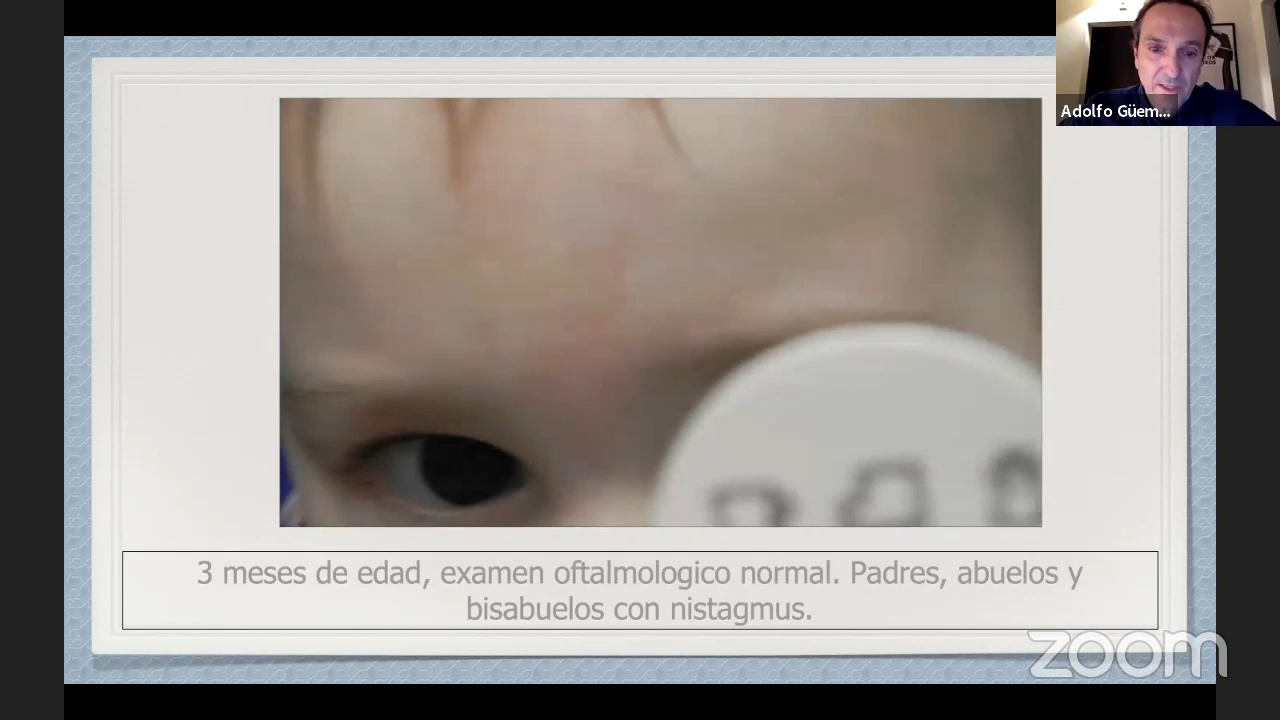 Adolfo Güem...
3 meses de edad, examen oftalmologico normal. Padres, abuelos y
bisabuelos con nistagmus.
zoom